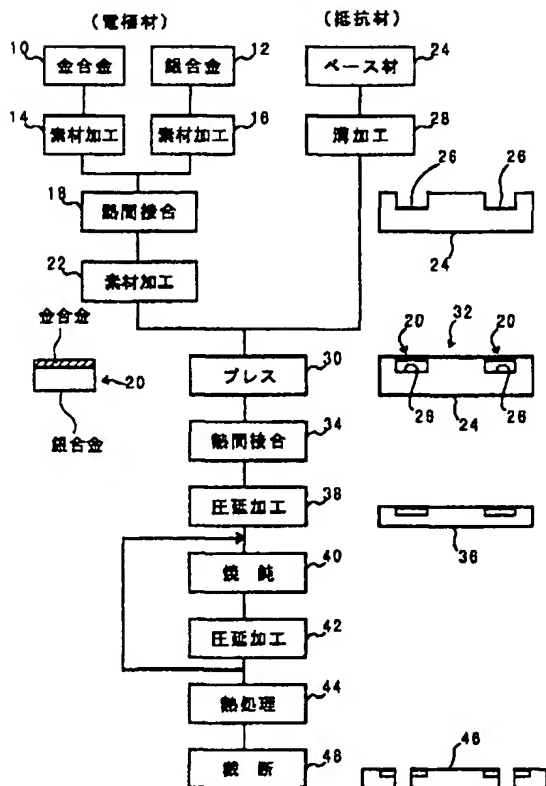 (電極材)
(抵抗材)
10
金合金
12
銀合金
24
ベース材
14
素材加工
16
素材加工
28
溝加工
18
熱間接合
26
26
24
22
素材加工
金合金
20
銀合金
30
プレス
20
32
20
26
24
26
34
熱間接合
38
圧延加工
36
40
焼鈍
42
圧延加工
44
熱処理
48
裁断
46